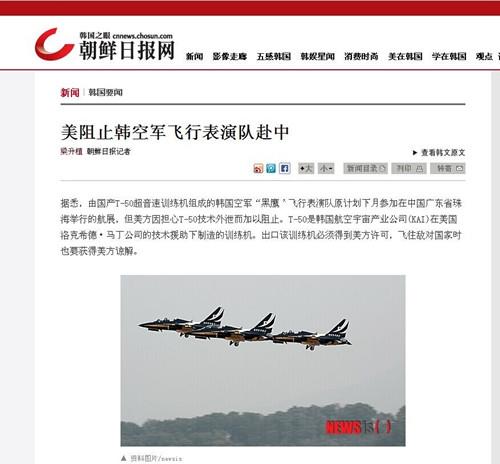 韩国之眼 cnnews.chosun.com
朝鲜日报网
新闻 影像走廊 五感韩国 韩娱星闻 消费时尚 美在韩国 学在韩国 观点
新闻 | 韩国要闻
美阻止韩空军飞行表演队赴中
梁升植 朝鲜日报记者
▶ 查看韩文原文
+大 小- 新闻目录 列印 转寄
据悉，由国产T-50超音速训练机组成的韩国空军“黑鹰＇飞行表演队原计划下月参加在中国广东省珠
海举行的航展，但美方因担心T-50技术外泄而加以阻止。T-50是韩国航空宇宙产业公司(KAI)在美国
洛克希德·马丁公司的技术援助下制造的训练机。出口该训练机必须得到美方许可，飞往敌对国家时
也要获得美方谅解。
NEWSis( )
▲ 资料图片/newsis